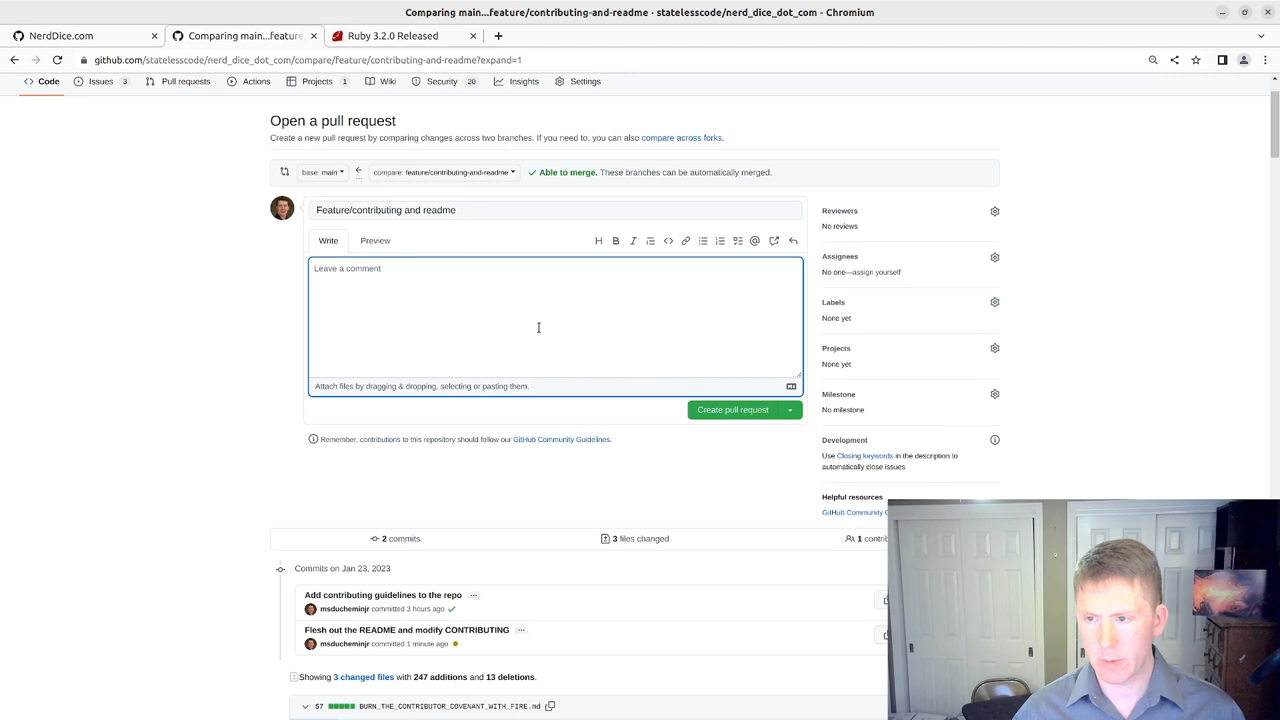 Comparing main...feature/contributing-and-readme · statelesscode/nerd_dice_dot_com - Chromium
NerdDice.com
Comparing main...feature
Ruby 3.2.0 Released
github.com/statelesscode/nerd_dice_dot_com/compare/feature/contributing-and-readme?expand=1
Code
Issues 3
Pull requests
Actions
Projects 1
Wiki
Security 20
Insights
Settings
Open a pull request
Create a new pull request by comparing changes across two branches. If you need to, you can also compare across forks.
base: main
compare: feature/contributing-and-readme
Able to merge. These branches can be automatically merged.
Feature/contributing and readme
Write
Preview
Leave a comment
Attach files by dragging & dropping, selecting or pasting them.
Create pull request
Remember, contributions to this repository should follow our GitHub Community Guidelines.
Reviewers
No reviews
Assignees
No one—assign yourself
Labels
None yet
Projects
None yet
Milestone
No milestone
Development
Use Closing keywords in the description to
automatically close issues
Helpful resources
GitHub Community G
2 commits
3 files changed
1 contrib
Commits on Jan 23, 2023
Add contributing guidelines to the repo
msducheminjr committed 3 hours ago
Flesh out the README and modify CONTRIBUTING
msducheminjr committed 1 minute ago
Showing 3 changed files with 247 additions and 13 deletions.
57 BURN_THE_CONTRIBUTOR_COVENANT_WITH_FIRE.md